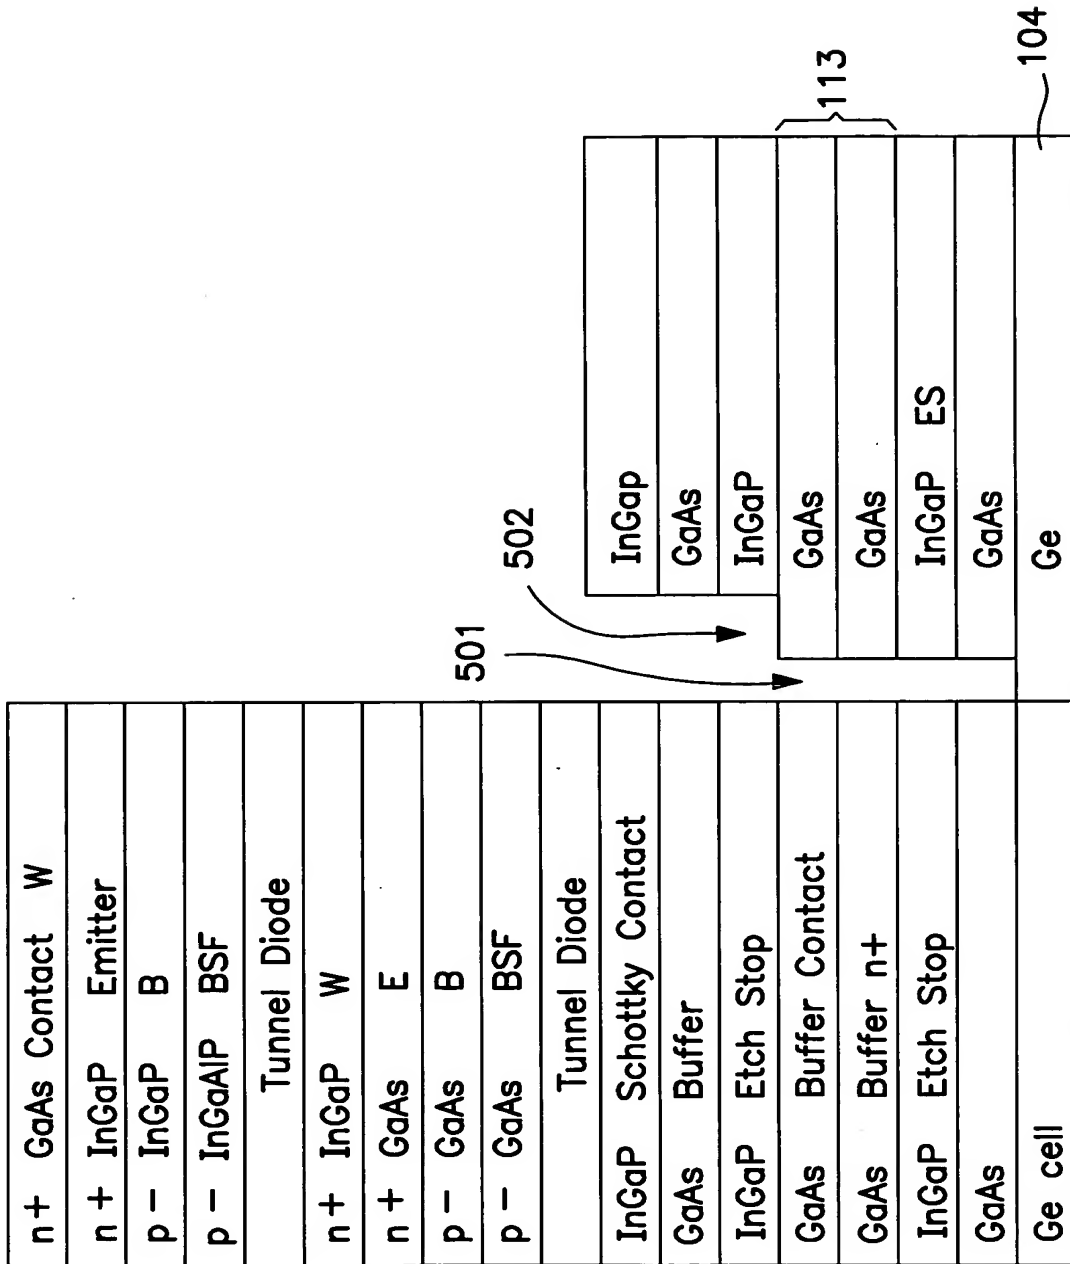 n+ GaAs Contact W
n+ InGaP Emitter
p- InGaP B
p- InGaAlP BSF
Tunnel Diode
n+ InGaP W
n+ GaAs E
p- GaAs B
p- GaAs BSF
Tunnel Diode
InGaP Schottky Contact
GaAs Buffer
InGaP Etch Stop
GaAs Buffer Contact
GaAs Buffer n+
InGaP Etch Stop
GaAs
Ge cell
501
502
InGap
GaAs
InGaP
GaAs
GaAs
InGaP ES
GaAs
Ge
113
104